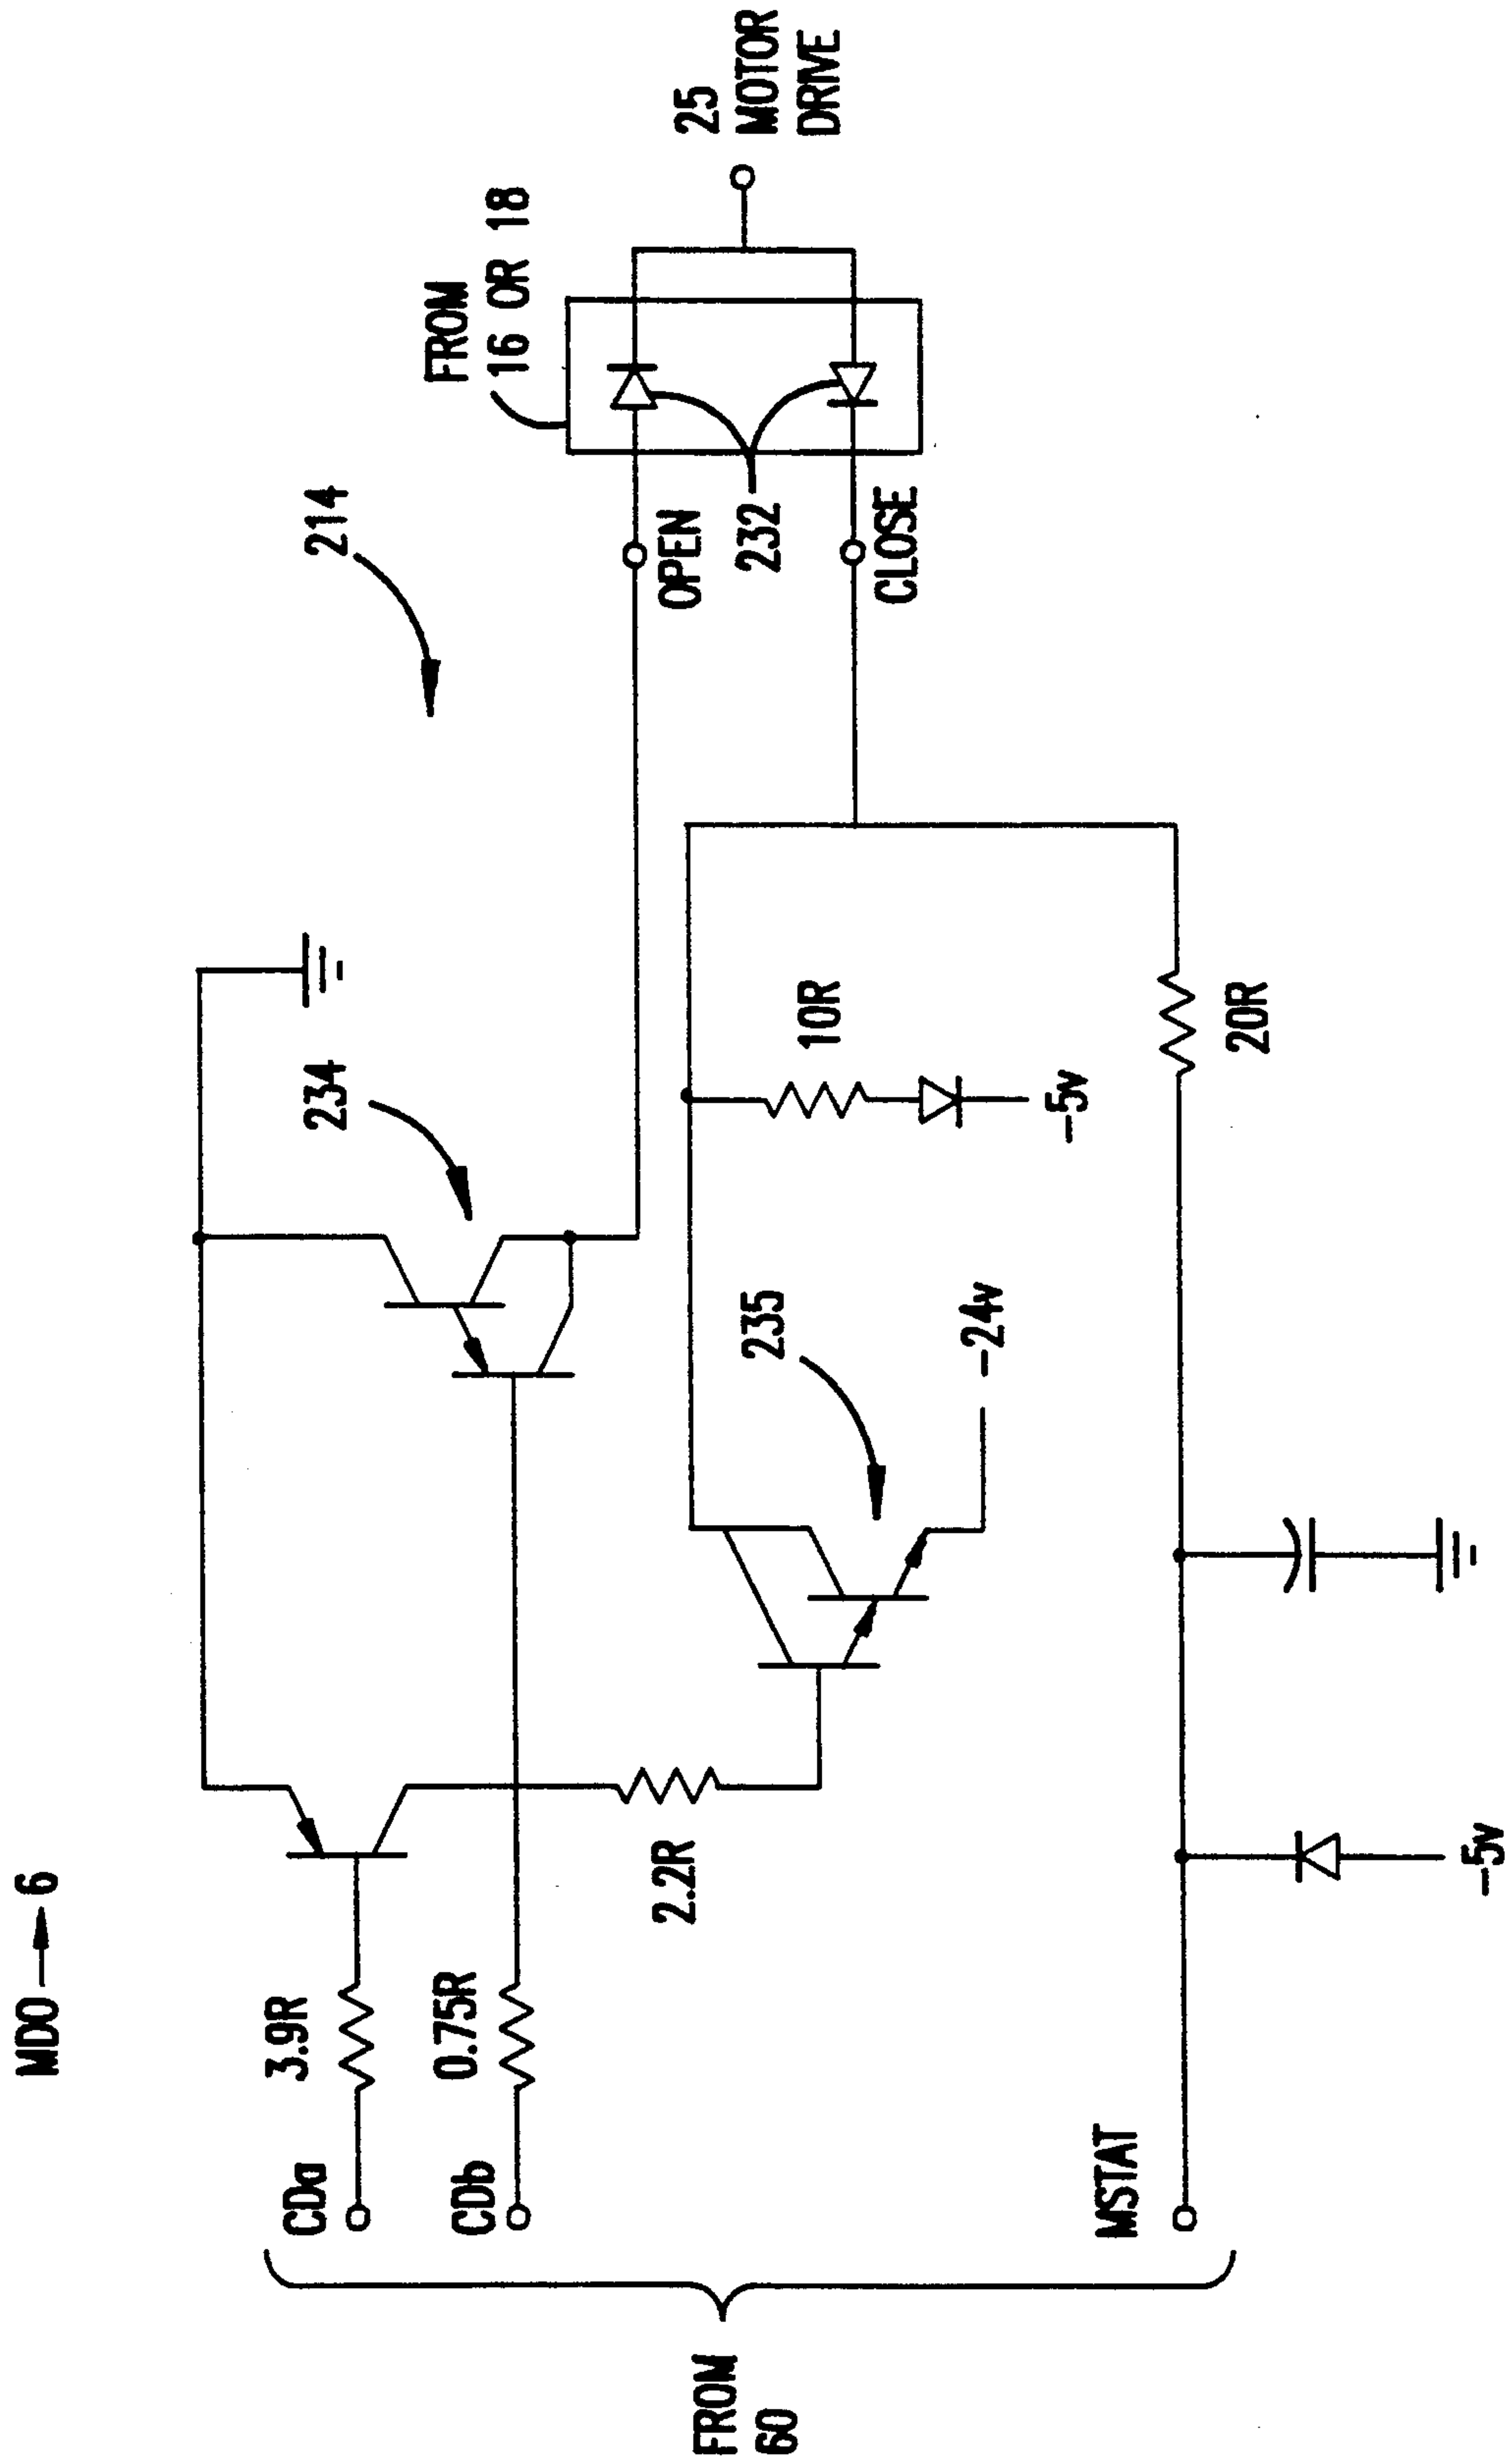 MDO → 6
CDa
3.9R
CDb
0.75R
2.2R
234
235
-24v
10R
-5v
20R
-5v
MSTAT
FROM
60
214
OPEN
CLOSE
232
FROM
16 OR 18
25
MOTOR
DRIVE